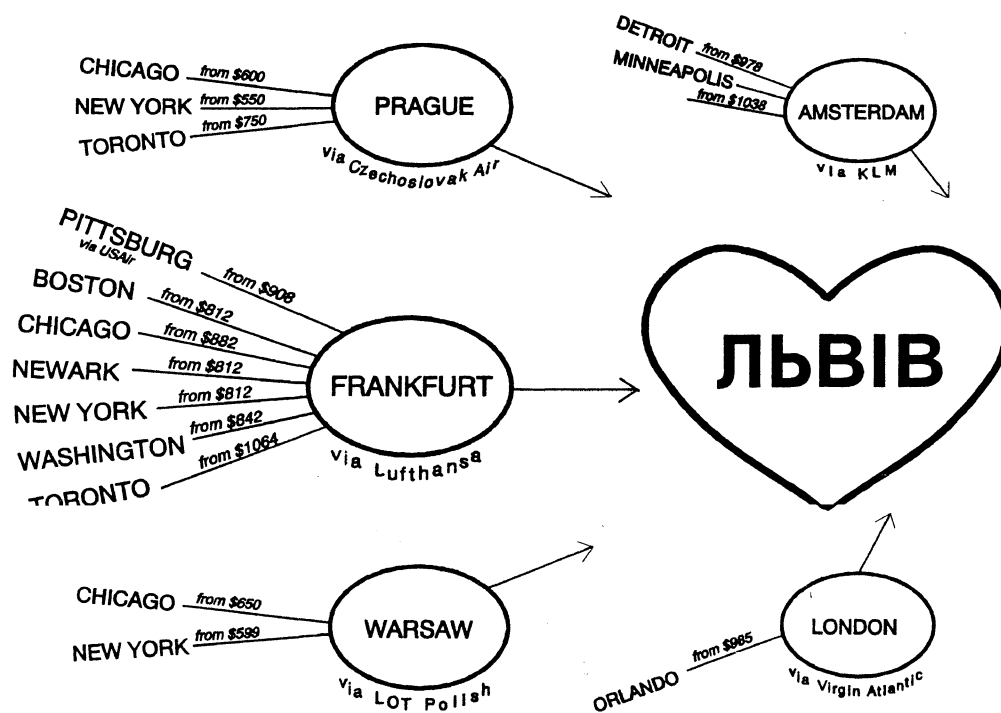 CHICAGO from $600
NEW YORK from $550
TORONTO from $750
PRAGUE
via Czechoslovak Air
DETROIT from $978
MINNEAPOLIS
from $1038
AMSTERDAM
via KLM
PITTSBURG from $908
via USAir
BOSTON from $812
CHICAGO from $882
NEWARK from $812
NEW YORK from $812
WASHINGTON from $842
TORONTO from $1064
FRANKFURT
via Lufthansa
ЛЬВІВ
CHICAGO from $650
NEW YORK from $599
WARSAW
via LOT Polish
ORLANDO from $985
LONDON
via Virgin Atlantic